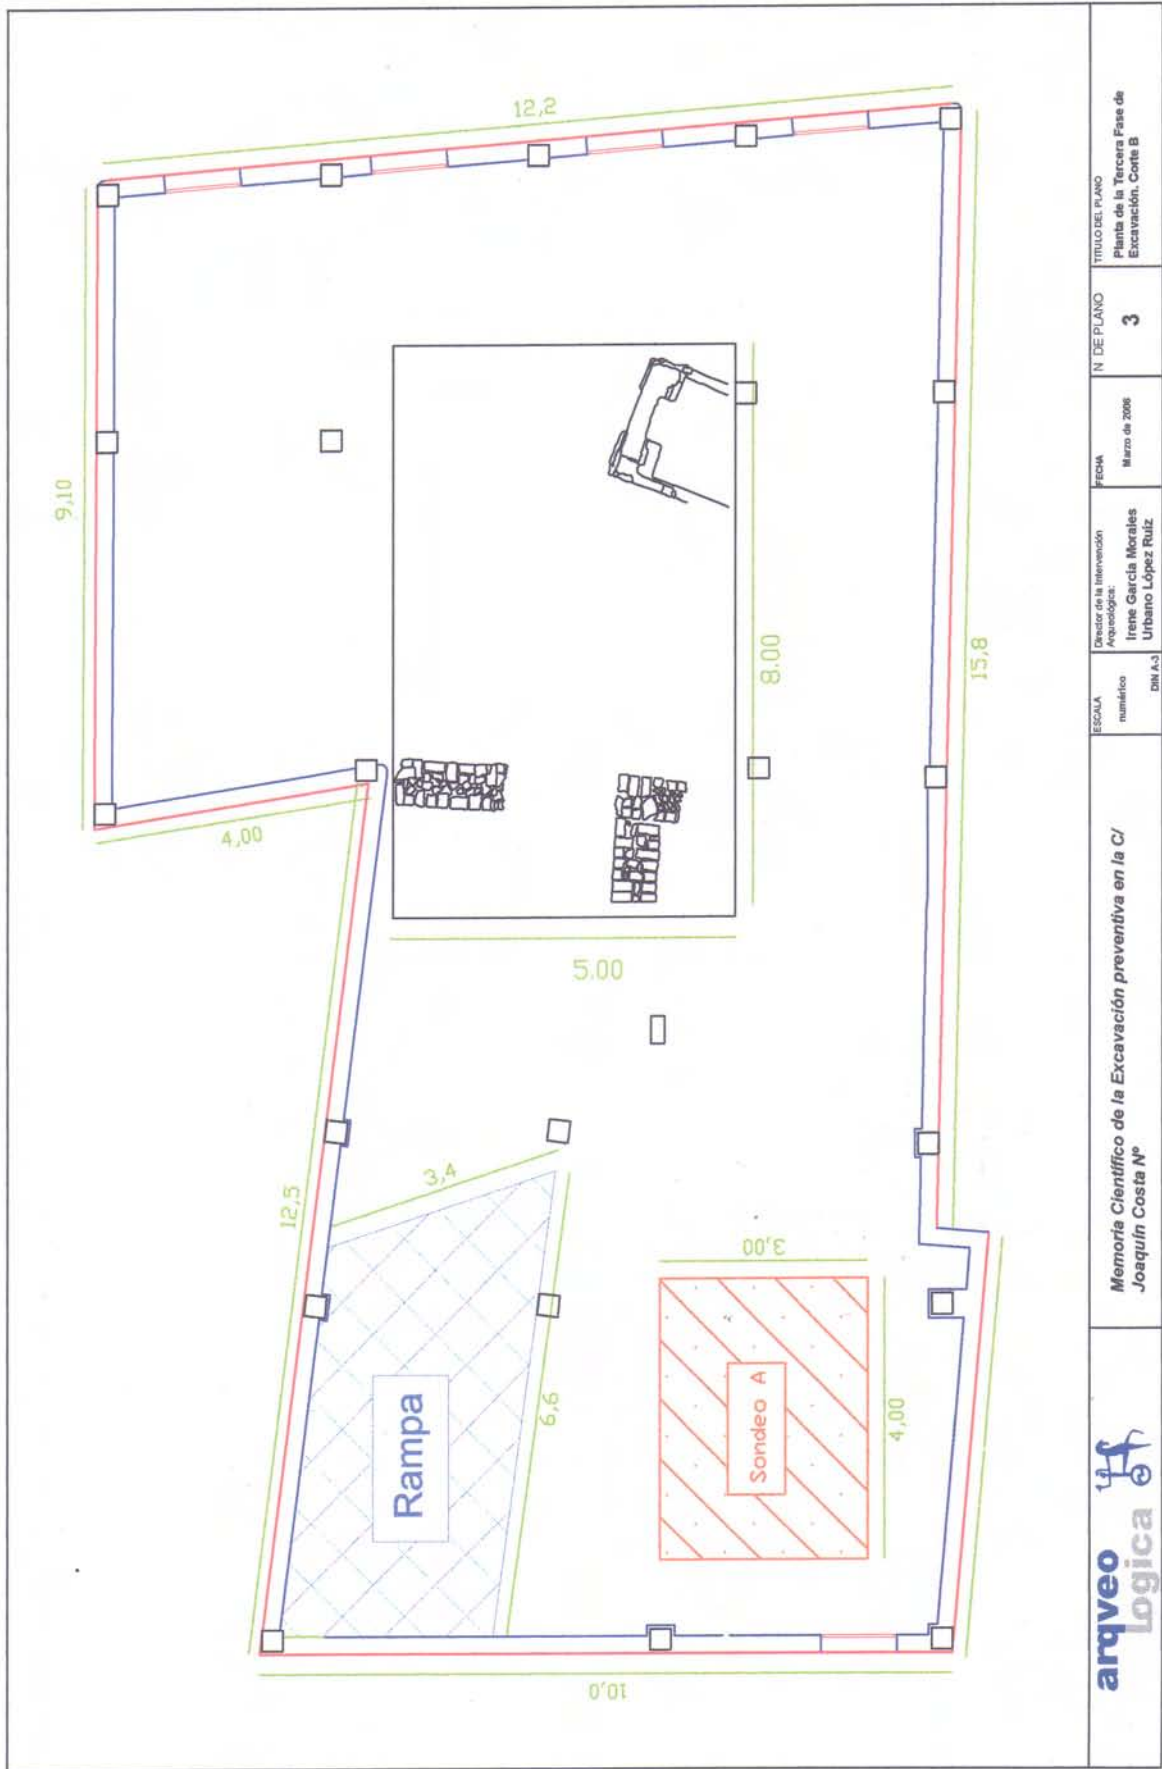 12,2
9,10
4,00
8.00
15,8
5.00
12,5
3,4
3,00
6,6
4,00
10,0
Rampa
Sondeo A
arqveo
Logica
Memoria Científico de la Excavación preventiva en la C/
Joaquín Costa Nº
ESCALA
numérico
DIN A-3
Director de la Intervención
Arqueológica:
Irene García Morales
Urbano López Ruiz
FECHA
Marzo de 2006
N DE PLANO
3
TITULO DEL PLANO
Planta de la Tercera Fase de
Excavación. Corte B